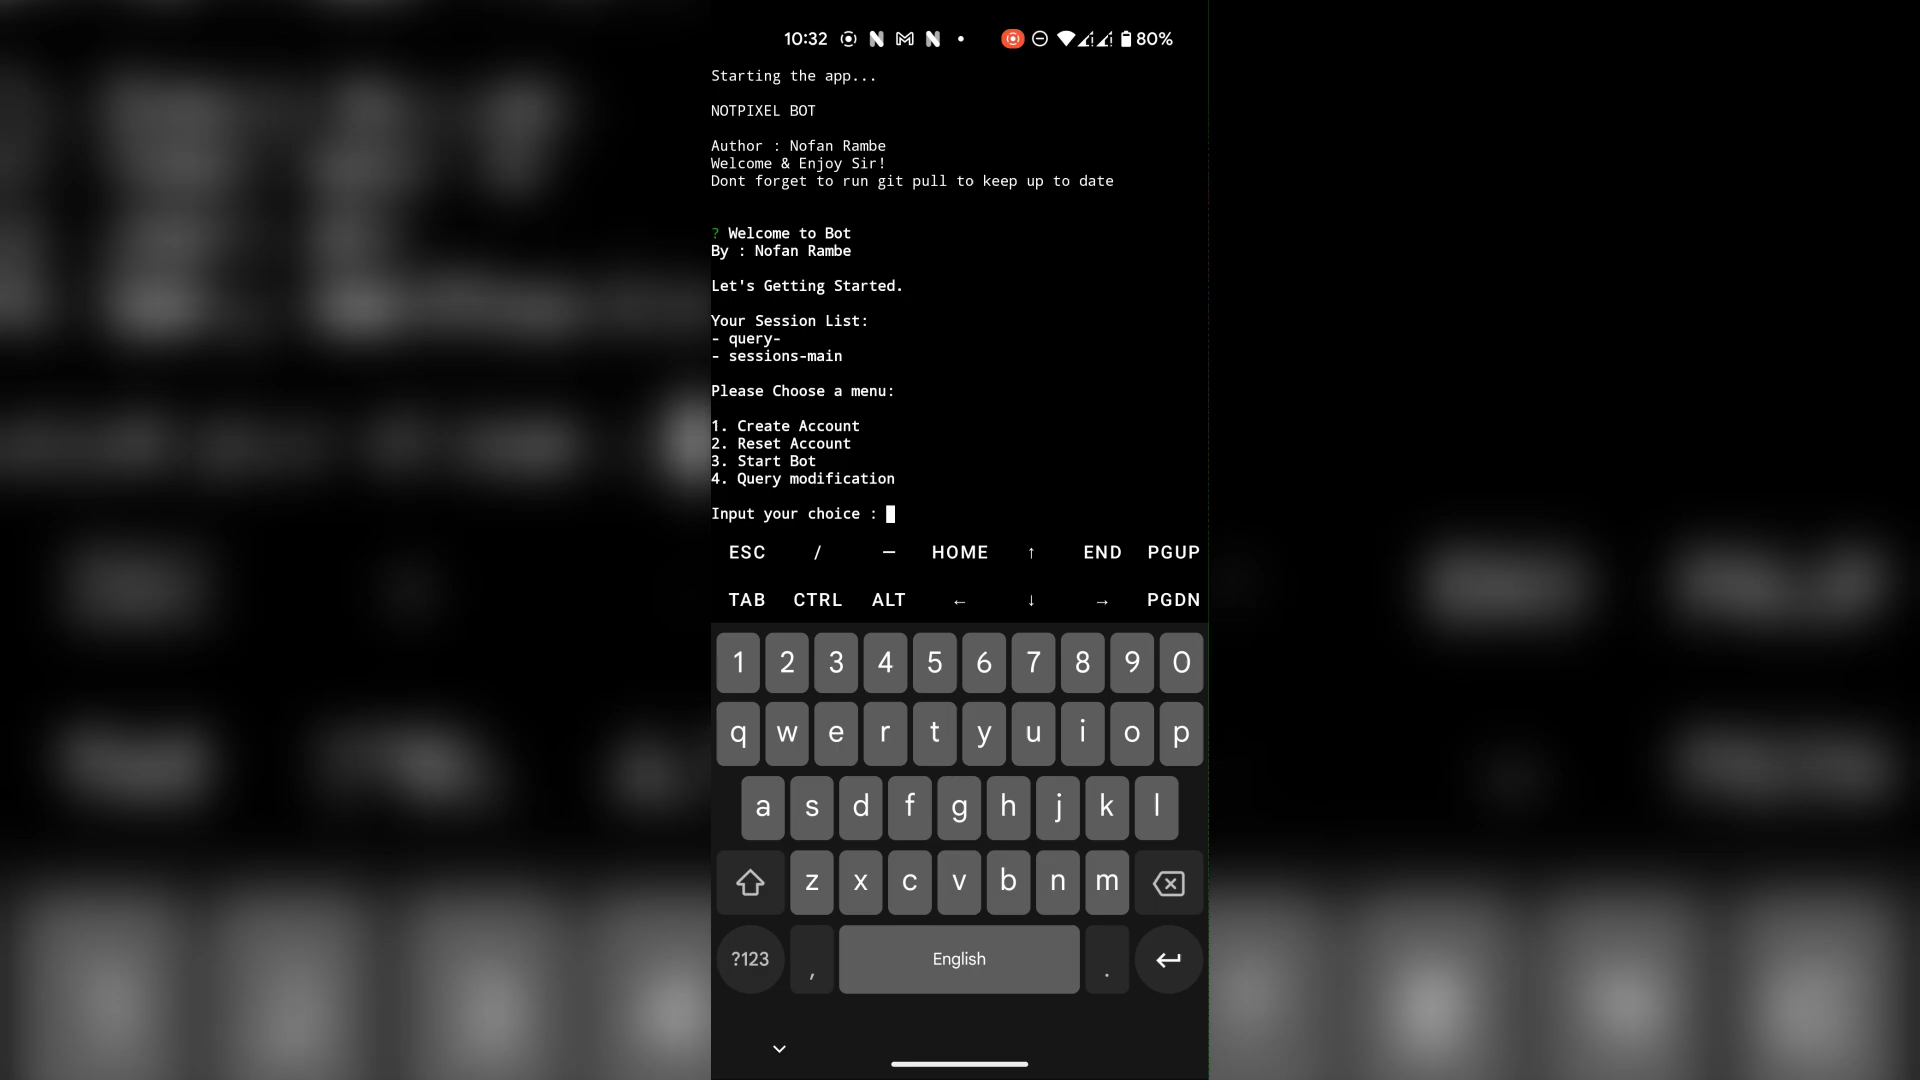 10:32 80%
Starting the app...
NOTPIXEL BOT
Author : Nofan Rambe
Welcome & Enjoy Sir!
Dont forget to run git pull to keep up to date
? Welcome to Bot
By : Nofan Rambe
Let's Getting Started.
Your Session List:
- query-
- sessions-main
Please Choose a menu:
1. Create Account
2. Reset Account
3. Start Bot
4. Query modification
Input your choice :
ESC / — HOME ↑ END PGUP
TAB CTRL ALT ← ↓ → PGDN
1 2 3 4 5 6 7 8 9 0
q w e r t y u i o p
a s d f g h j k l
z x c v b n m
?123 , English .